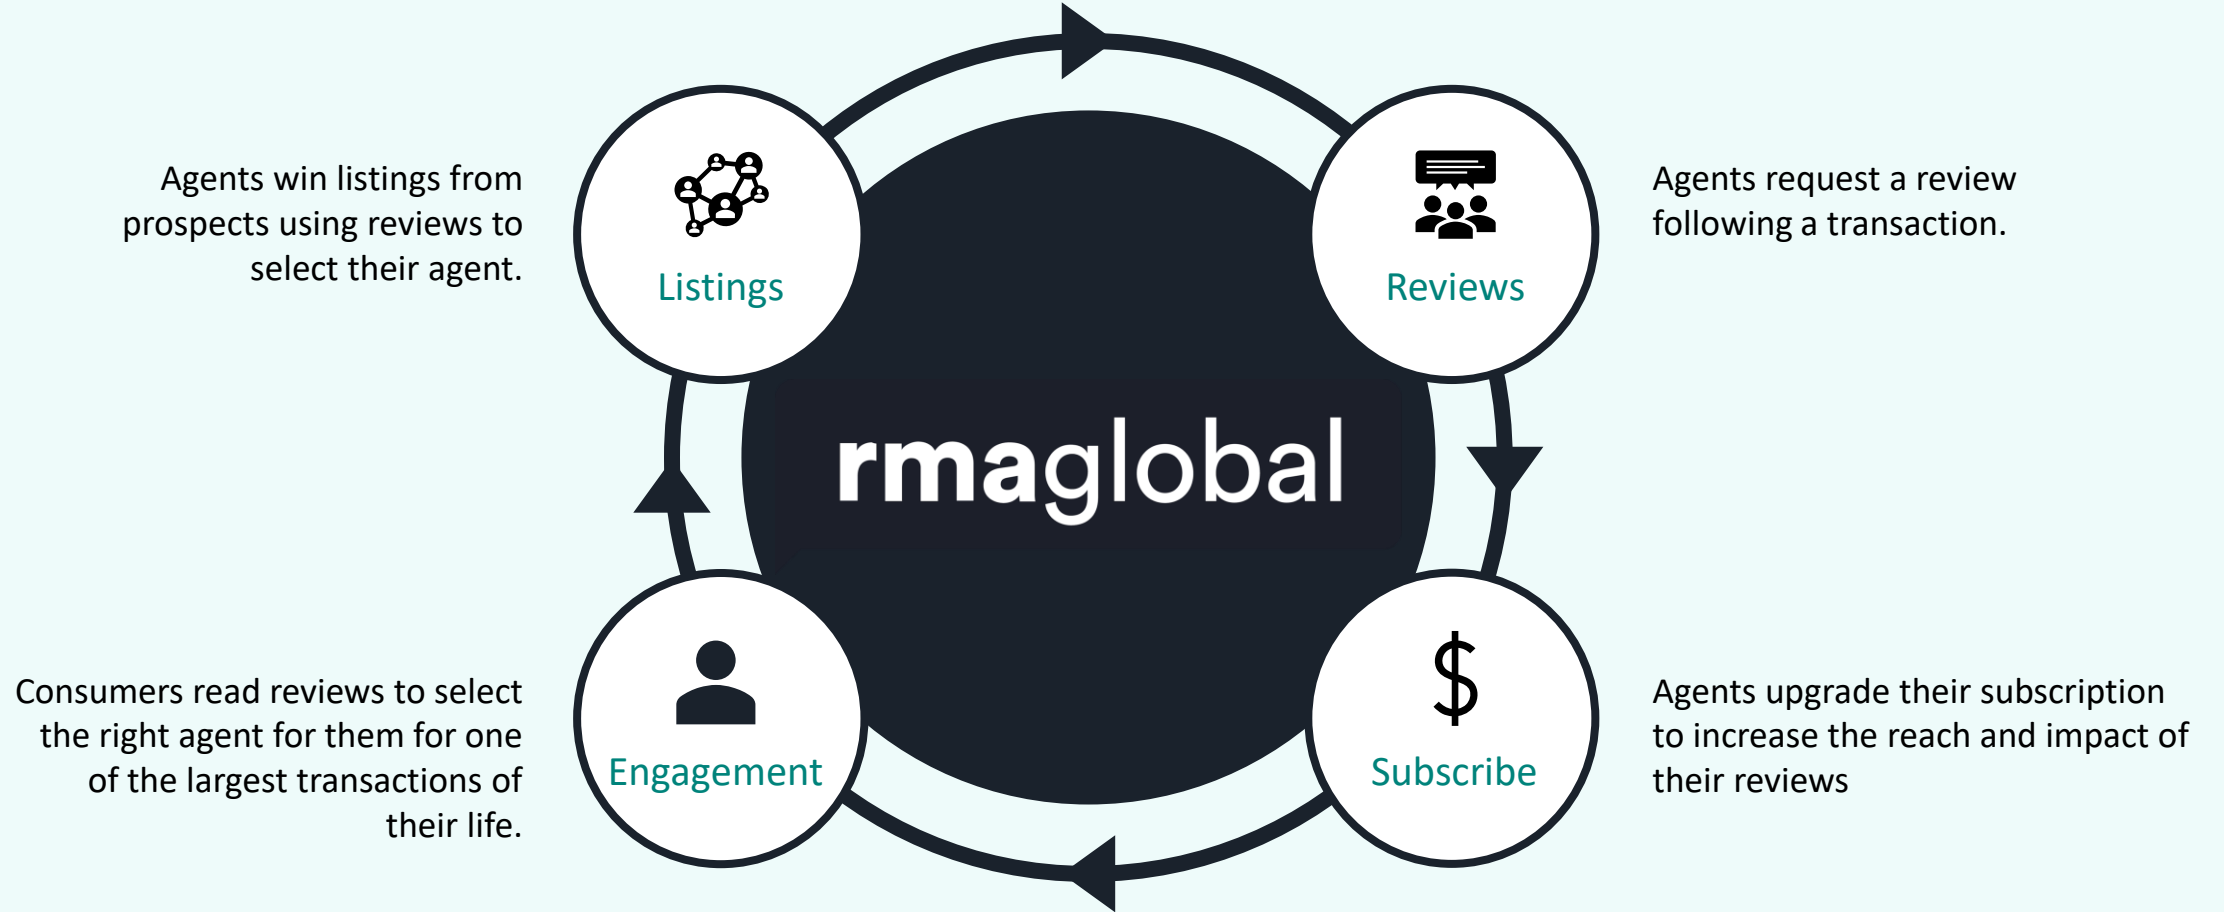 Agents win listings from
prospects using reviews to
select their agent.
Listings
Reviews
Agents request a review
following a transaction.
rmaglobal
Consumers read reviews to select
the right agent for them for one
of the largest transactions of
their life.
Engagement
$
Subscribe
Agents upgrade their subscription
to increase the reach and impact of
their reviews